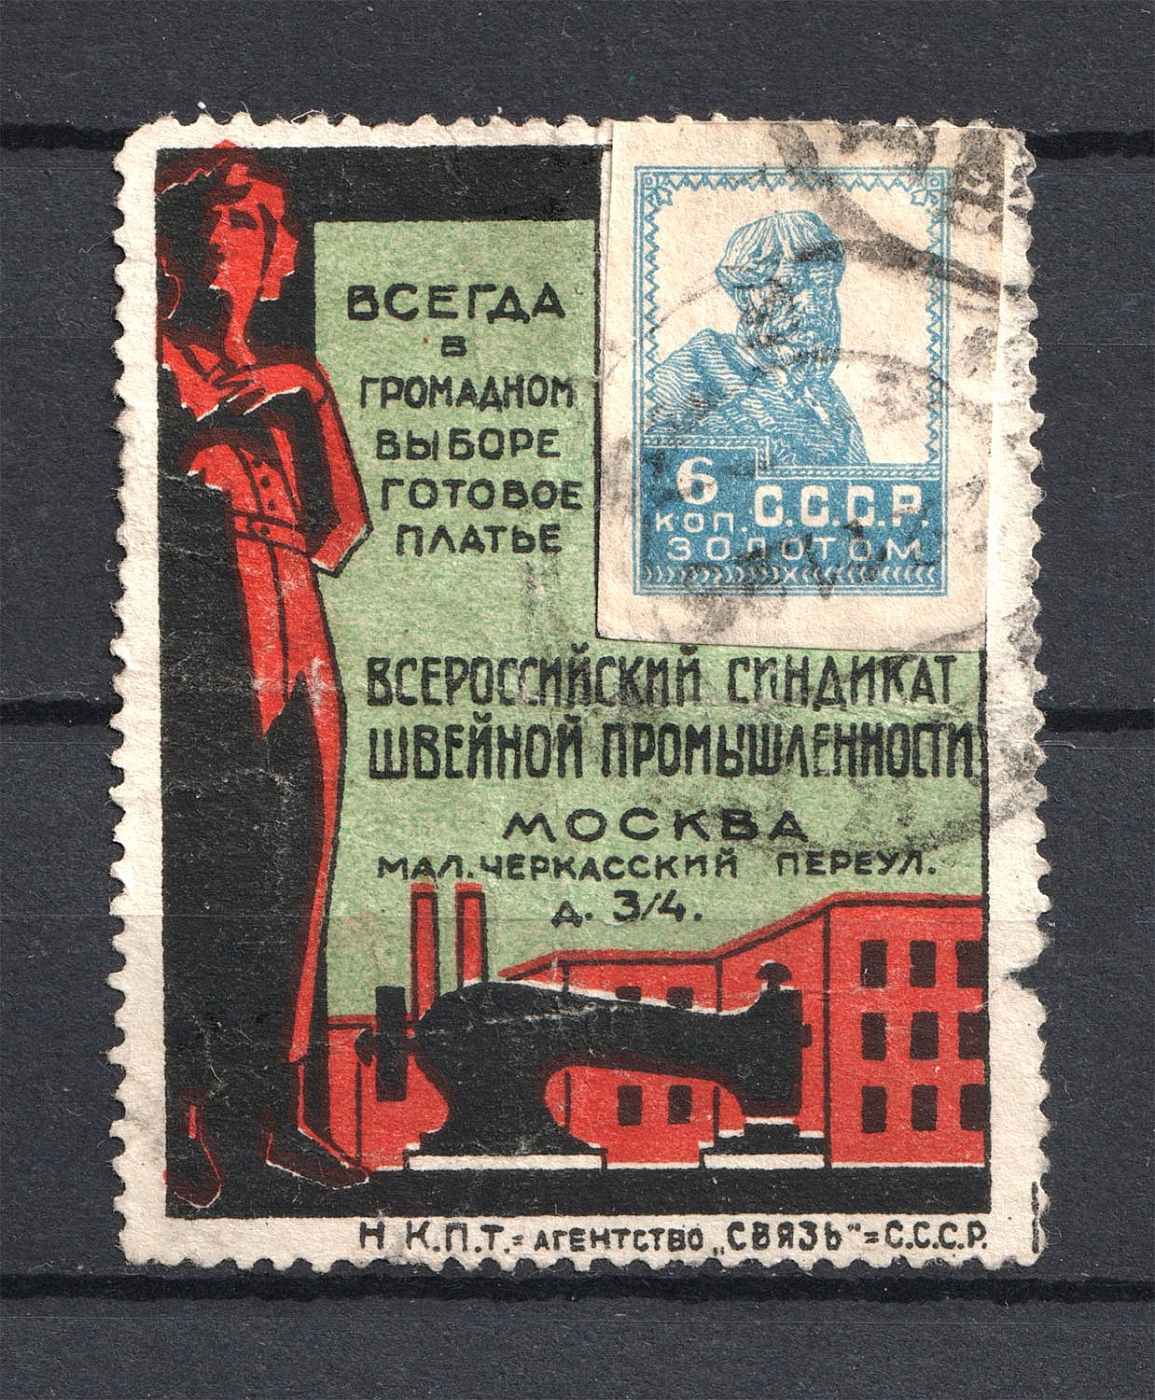 ВСЕГДА
В
ГРОМАДНОМ
ВЫБОРЕ
ГОТОВОЕ
ПЛАТЬЕ
6
КОП. С.С.С.Р.
ЗОЛОТОМ
ВСЕРОССИЙСКИЙ СИНДИКАТ
ШВЕЙНОЙ ПРОМЫШЛЕННОСТИ
МОСКВА
МАЛ. ЧЕРКАССКИЙ ПЕРЕУЛ.
Д. 3/4.
Н К.П.Т. = АГЕНТСТВО „СВЯЗЬ" = С.С.С.Р.